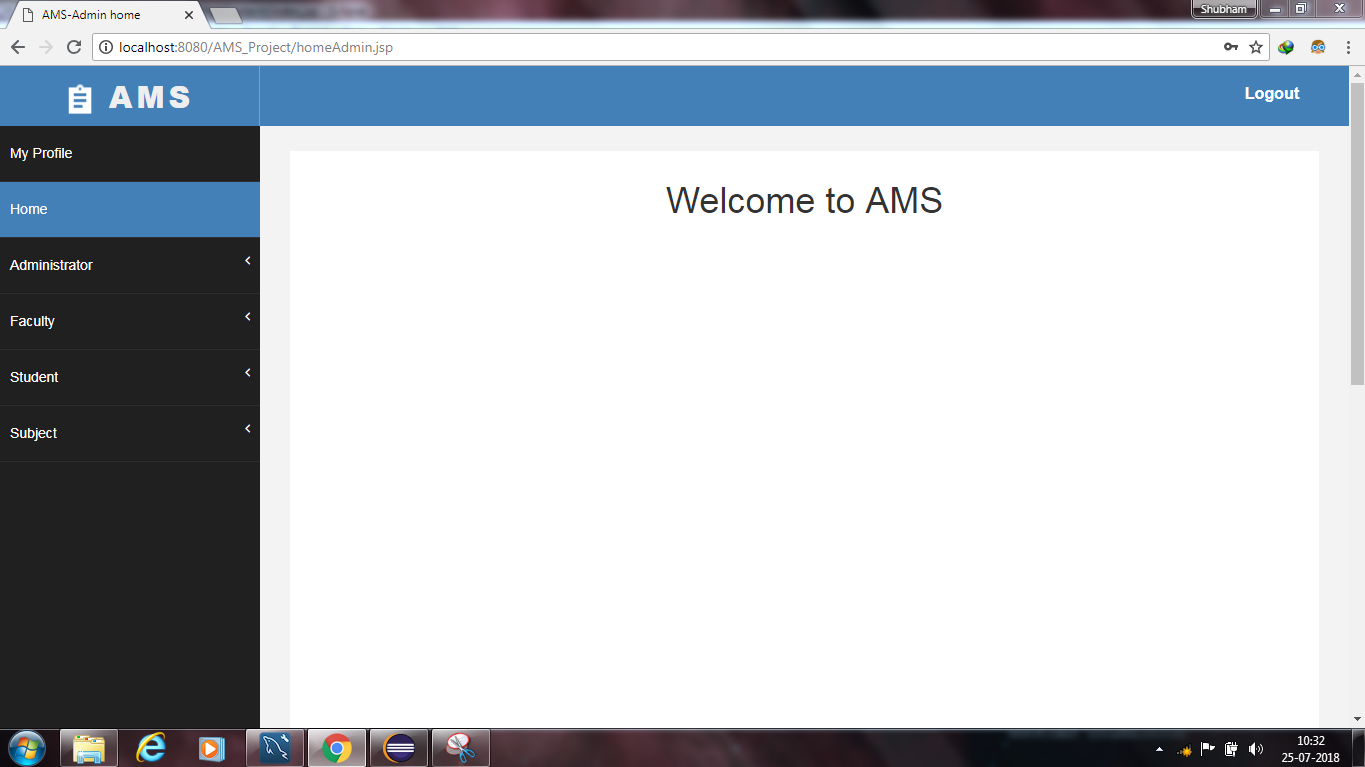 AMS-Admin home
Shubham
localhost:8080/AMS_Project/homeAdmin.jsp
AMS
Logout
My Profile
Home
Administrator
Faculty
Student
Subject
Welcome to AMS
10:32
25-07-2018